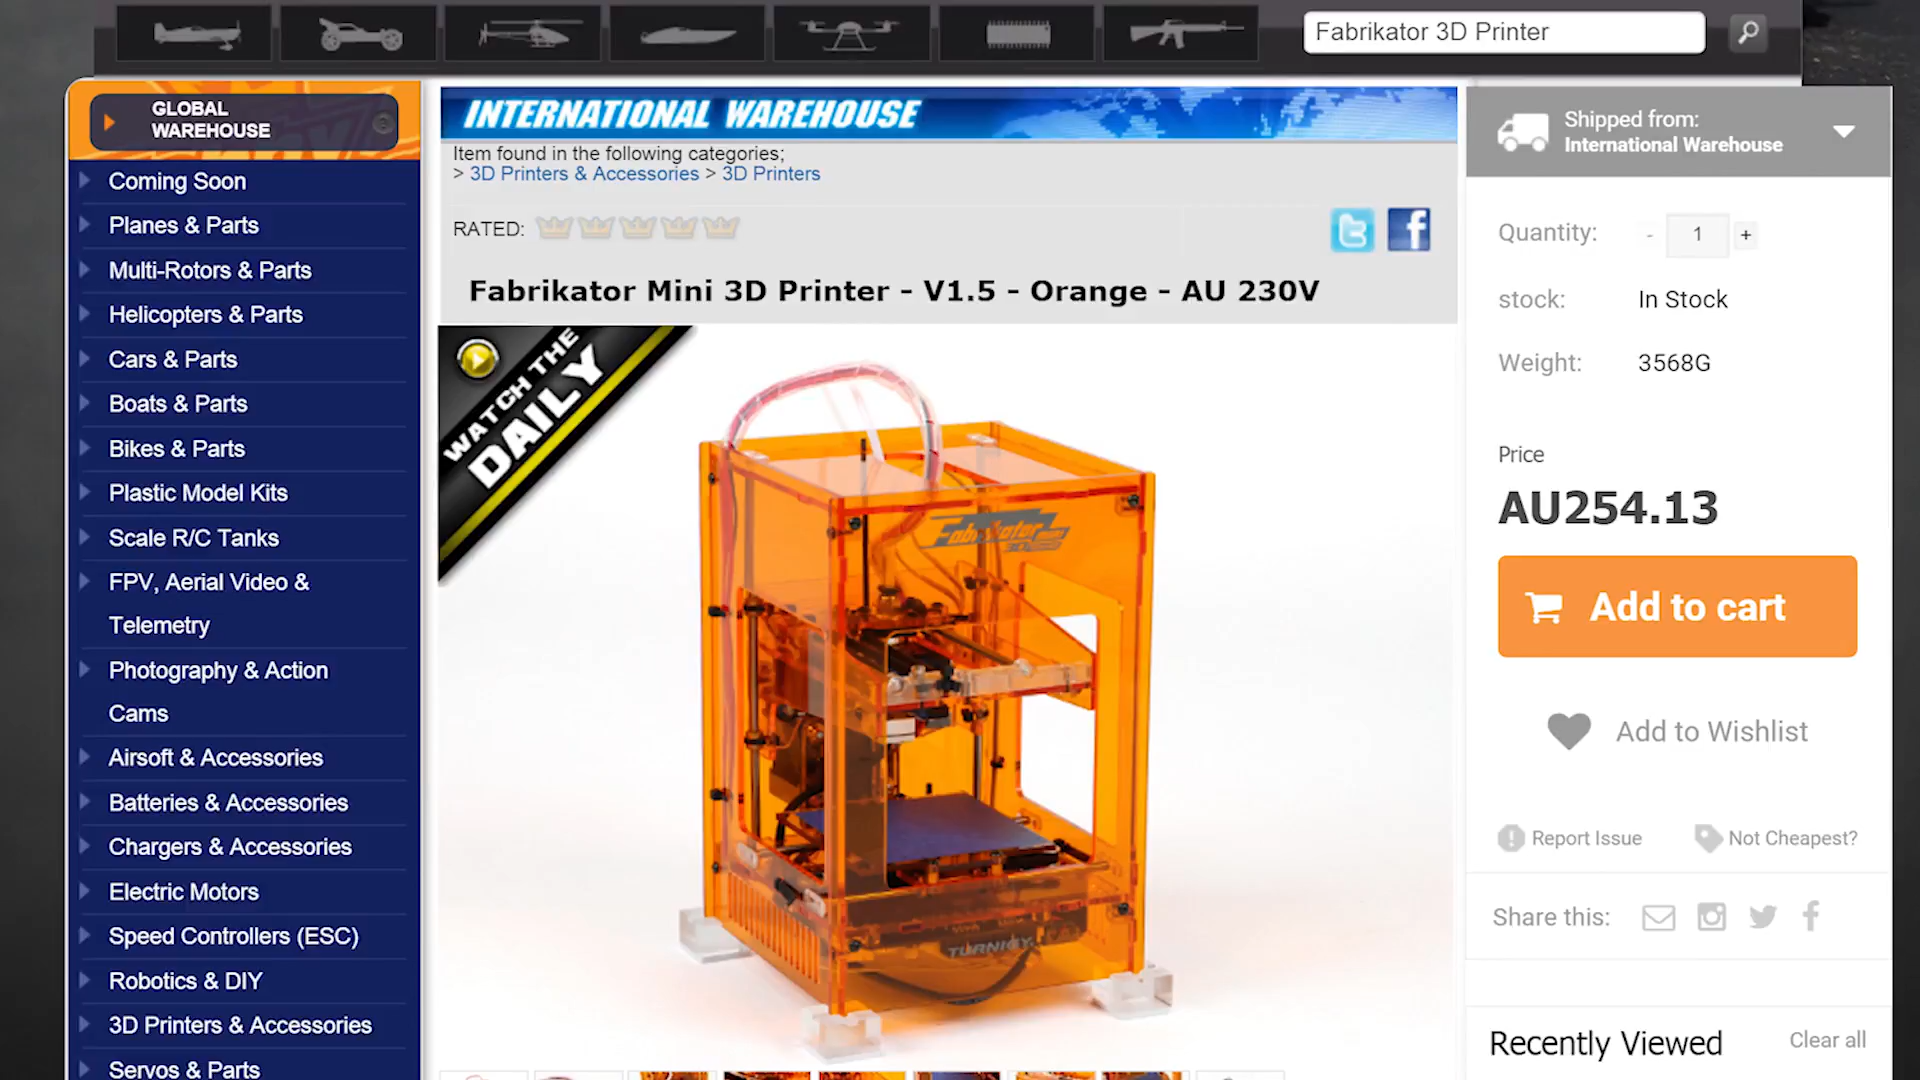 Fabrikator 3D Printer
GLOBAL
WAREHOUSE
Coming Soon
Planes & Parts
Multi-Rotors & Parts
Helicopters & Parts
Cars & Parts
Boats & Parts
Bikes & Parts
Plastic Model Kits
Scale R/C Tanks
FPV, Aerial Video &
Telemetry
Photography & Action
Cams
Airsoft & Accessories
Batteries & Accessories
Chargers & Accessories
Electric Motors
Speed Controllers (ESC)
Robotics & DIY
3D Printers & Accessories
Servos & Parts
INTERNATIONAL WAREHOUSE
Item found in the following categories;
> 3D Printers & Accessories > 3D Printers
RATED:
Fabrikator Mini 3D Printer - V1.5 - Orange - AU 230V
WATCH THE
DAILY
Fabrikator
mini
TURNIGY
Shipped from:
International Warehouse
Quantity: - 1 +
stock: In Stock
Weight: 3568G
Price
AU254.13
Add to cart
Add to Wishlist
Report Issue Not Cheapest?
Share this:
Recently Viewed Clear all